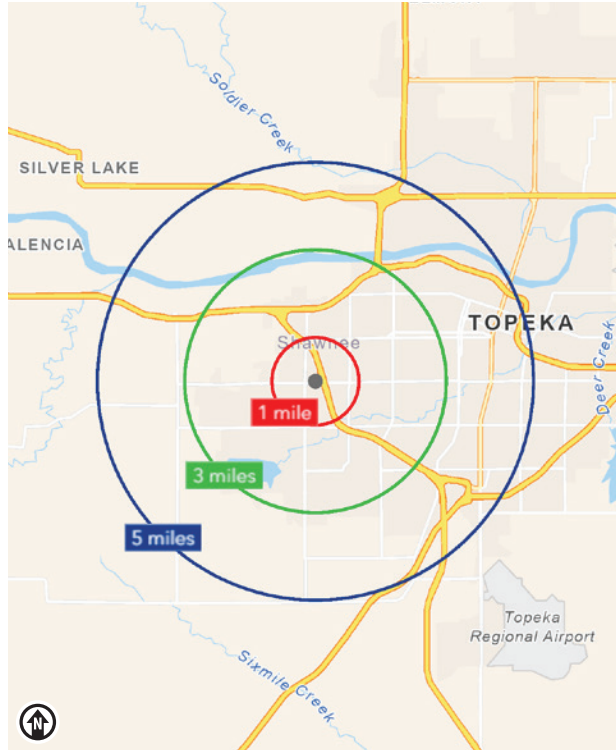 Soldier Creek
SILVER LAKE
ALENCIA
TOPEKA
Shawnee
Deer Creek
1 mile
3 miles
5 miles
Topeka
Regional Airport
Sixmile Creek
N